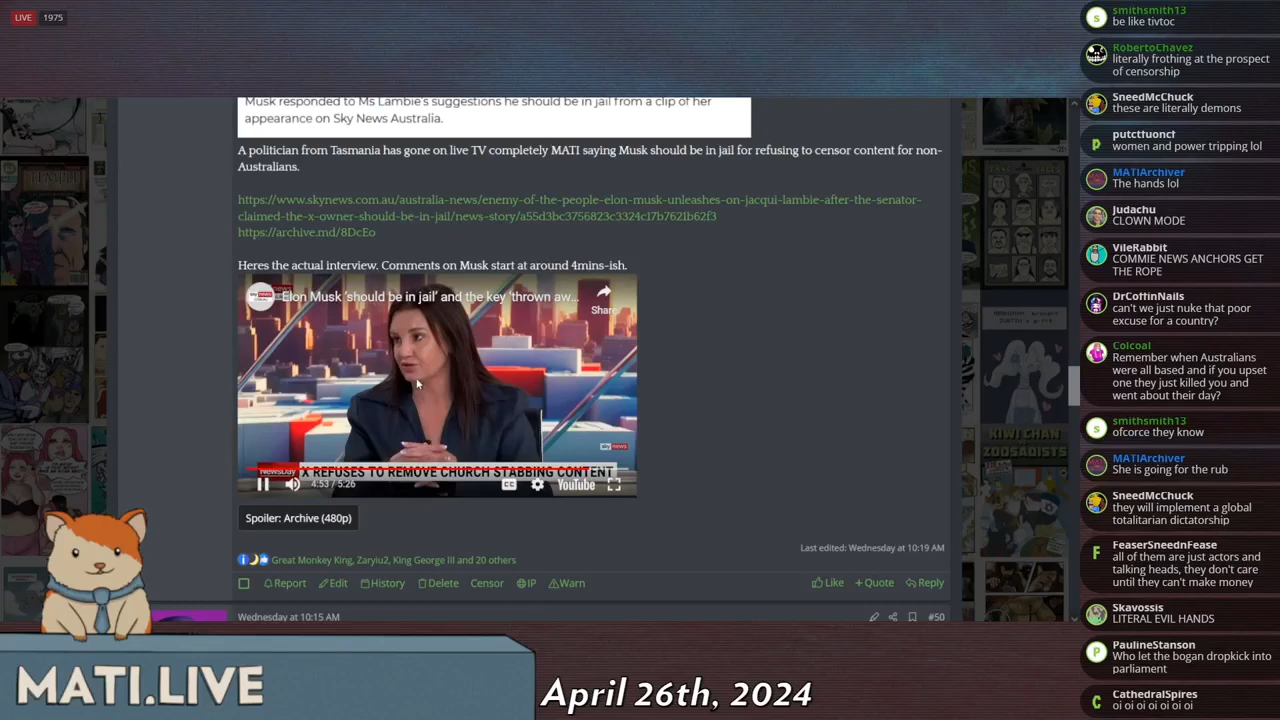 LIVE 1975
Musk responded to Ms Lambie's suggestions he should be in jail from a clip of her
appearance on Sky News Australia.
A politician from Tasmania has gone on live TV completely MATI saying Musk should be in jail for refusing to censor content for non-
Australians.
https://www.skynews.com.au/australia-news/enemy-of-the-people-elon-musk-unleashes-on-jacqui-lambie-after-the-senator-
claimed-the-x-owner-should-be-in-jail/news-story/a55d3bc3756823c3324c17b7621b62f3
https://archive.md/8DcEo
Heres the actual interview. Comments on Musk start at around 4mins-ish.
Elon Musk 'should be in jail' and the key 'thrown aw...
Share
sky news
NewsDay
X REFUSES TO REMOVE CHURCH STABBING CONTENT
4:53 / 5:26
CC
YouTube
Spoiler: Archive (480p)
Last edited: Wednesday at 10:19 AM
Great Monkey King, Zaryiu2, King George III and 20 others
Report Edit History Delete Censor IP Warn
Like + Quote Reply
Wednesday at 10:15 AM
#50
KIWI CHAN
ZOOSADISTS
MATI.LIVE
April 26th, 2024
smithsmith13
be like tivtoc
RobertoChavez
literally frothing at the prospect
of censorship
SneedMcChuck
these are literally demons
putctfuonct
women and power tripping lol
MATIArchiver
The hands lol
Judachu
CLOWN MODE
VileRabbit
COMMIE NEWS ANCHORS GET
THE ROPE
DrCoffinNails
can't we just nuke that poor
excuse for a country?
Colcoal
Remember when Australians
were all based and if you upset
one they just killed you and
went about their day?
smithsmith13
ofcorce they know
MATIArchiver
She is going for the rub
SneedMcChuck
they will implement a global
totalitarian dictatorship
FeaserSneednFease
all of them are just actors and
talking heads, they don't care
until they can't make money
Skavossis
LITERAL EVIL HANDS
PaulineStanson
Who let the bogan dropkick into
parliament
CathedralSpires
oi oi oi oi oi oi oi